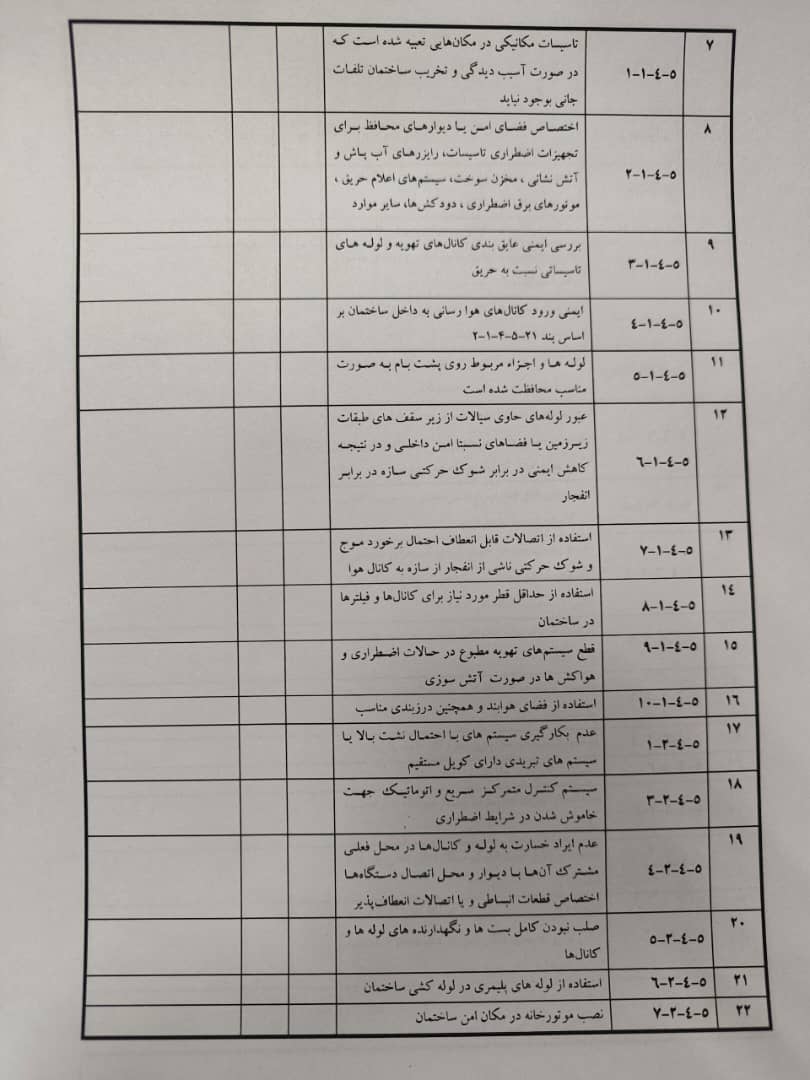 ۷
۵-۴-۱-۱
تاسیسات مکانیکی در مکان‌هایی تعبیه شده است که
در صورت آسیب دیدگی و تخریب ساختمان تلفات
جانی بوجود نیاید
۸
۵-۴-۱-۲
اختصاص فضای امن یا دیوارهای محافظ برای
تجهیزات اضطراری تاسیسات، رایزرهای آب پاش و
آتش نشانی ، مخزن سوخت، سیستم‌های اعلام حریق ،
موتورهای برق اضطراری ، دودکش‌ها، سایر موارد
۹
۵-۴-۱-۳
بررسی ایمنی عایق بندی کانال‌های تهویه و لوله های
تاسیساتی نسبت به حریق
۱۰
۵-۴-۱-۴
ایمنی ورود کانال‌های هوا رسانی به داخل ساختمان بر
اساس بند ۲۱-۵-۴-۱-۲
۱۱
۵-۴-۱-۵
لوله ها و اجزاء مربوط روی پشت بام به صورت
مناسب محافظت شده است
۱۲
۵-۴-۱-۶
عبور لوله‌های حاوی سیالات از زیر سقف های طبقات
زیرزمین یا فضاهای نسبتا امن داخلی و در نتیجه
کاهش ایمنی در برابر شوک حرکتی سازه در برابر
انفجار
۱۳
۵-۴-۱-۷
استفاده از اتصالات قابل انعطاف احتمال برخورد موج
و شوک حرکتی ناشی از انفجار از سازه به کانال هوا
۱۴
۵-۴-۱-۸
استفاده از حداقل قطر مورد نیاز برای کانال‌ها و فیلترها
در ساختمان
۱۵
۵-۴-۱-۹
قطع سیستم‌های تهویه مطبوع در حالات اضطراری و
هواکش ها در صورت آتش سوزی
۱۶
۵-۴-۱-۱۰
استفاده از فضای هوابند و همچنین درزبندی مناسب
۱۷
۵-۴-۲-۱
عدم بکارگیری سیستم های با احتمال نشت بالا یا
سیستم های تبریدی دارای کویل مستقیم
۱۸
۵-۴-۲-۳
سیستم کنترل متمرکز سریع و اتوماتیک جهت
خاموش شدن در شرایط اضطراری
۱۹
۵-۴-۲-۴
عدم ایراد خسارت به لوله و کانال‌ها در محل فعلی
مشترک آن‌ها با دیوار و محل اتصال دستگاه‌ها
اختصاص قطعات انبساطی و یا اتصالات انعطاف‌پذیر
۲۰
۵-۴-۲-۵
صلب نبودن کامل بست ها و نگهدارنده های لوله ها و
کانال‌ها
۲۱
۵-۴-۲-۶
استفاده از لوله های پلیمری در لوله کشی ساختمان
۲۲
۵-۴-۲-۷
نصب موتورخانه در مکان امن ساختمان